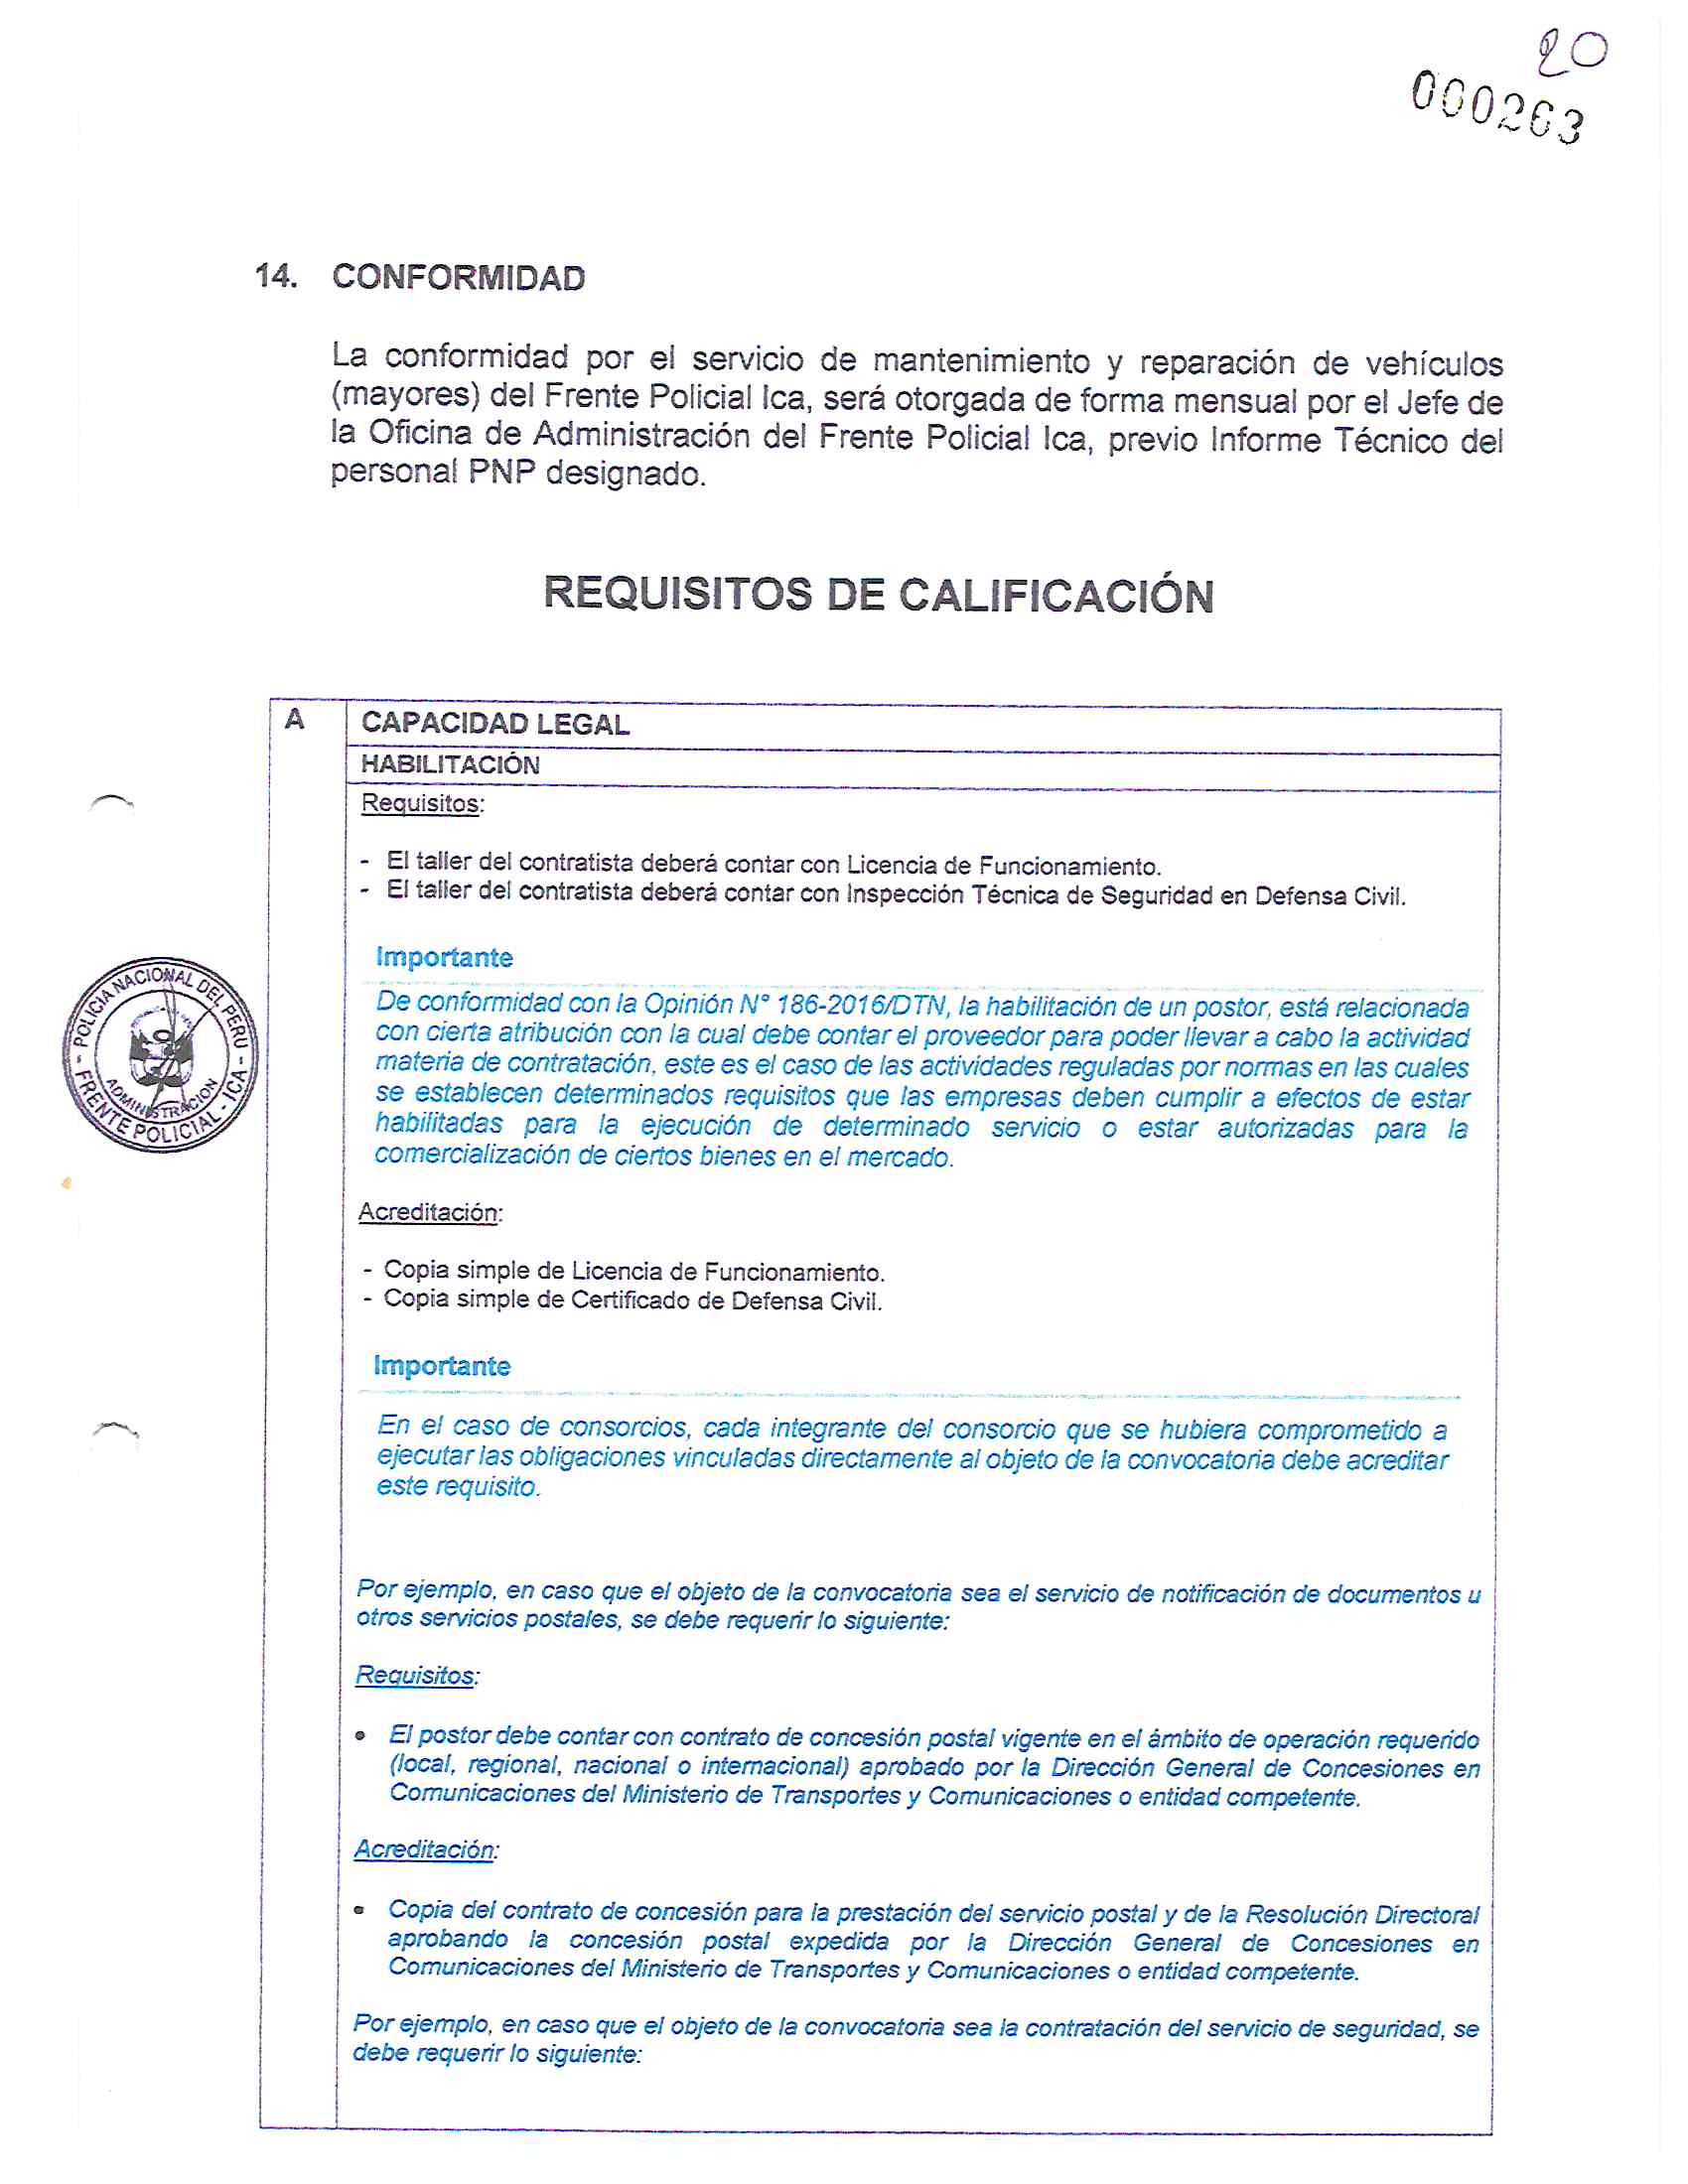 20
000263
14. CONFORMIDAD
La conformidad por el servicio de mantenimiento y reparación de vehículos
(mayores) del Frente Policial Ica, será otorgada de forma mensual por el Jefe de
la Oficina de Administración del Frente Policial Ica, previo Informe Técnico del
personal PNP designado.
REQUISITOS DE CALIFICACIÓN
A CAPACIDAD LEGAL
HABILITACIÓN
Requisitos:
- El taller del contratista deberá contar con Licencia de Funcionamiento.
- El taller del contratista deberá contar con Inspección Técnica de Seguridad en Defensa Civil.
Importante
De conformidad con la Opinión N° 186-2016/DTN, la habilitación de un postor, está relacionada
con cierta atribución con la cual debe contar el proveedor para poder llevar a cabo la actividad
materia de contratación, este es el caso de las actividades reguladas por normas en las cuales
se establecen determinados requisitos que las empresas deben cumplir a efectos de estar
habilitadas para la ejecución de determinado servicio o estar autorizadas para la
comercialización de ciertos bienes en el mercado.
POLICIA NACIONAL DEL PERU
ADMINISTRACION
- FRENTE POLICIAL - ICA -
Acreditación:
- Copia simple de Licencia de Funcionamiento.
- Copia simple de Certificado de Defensa Civil.
Importante
En el caso de consorcios, cada integrante del consorcio que se hubiera comprometido a
ejecutar las obligaciones vinculadas directamente al objeto de la convocatoria debe acreditar
este requisito.
Por ejemplo, en caso que el objeto de la convocatoria sea el servicio de notificación de documentos u
otros servicios postales, se debe requerir lo siguiente:
Requisitos:
• El postor debe contar con contrato de concesión postal vigente en el ámbito de operación requerido
(local, regional, nacional o internacional) aprobado por la Dirección General de Concesiones en
Comunicaciones del Ministerio de Transportes y Comunicaciones o entidad competente.
Acreditación:
• Copia del contrato de concesión para la prestación del servicio postal y de la Resolución Directoral
aprobando la concesión postal expedida por la Dirección General de Concesiones en
Comunicaciones del Ministerio de Transportes y Comunicaciones o entidad competente.
Por ejemplo, en caso que el objeto de la convocatoria sea la contratación del servicio de seguridad, se
debe requerir lo siguiente: